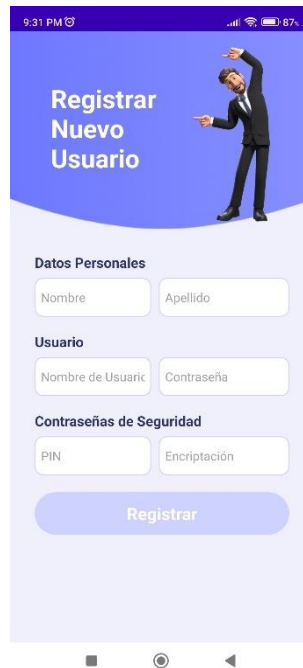 9:31 PM 87%
Registrar
Nuevo
Usuario
Datos Personales
Nombre Apellido
Usuario
Nombre de Usuaric Contraseña
Contraseñas de Seguridad
PIN Encriptación
Registrar